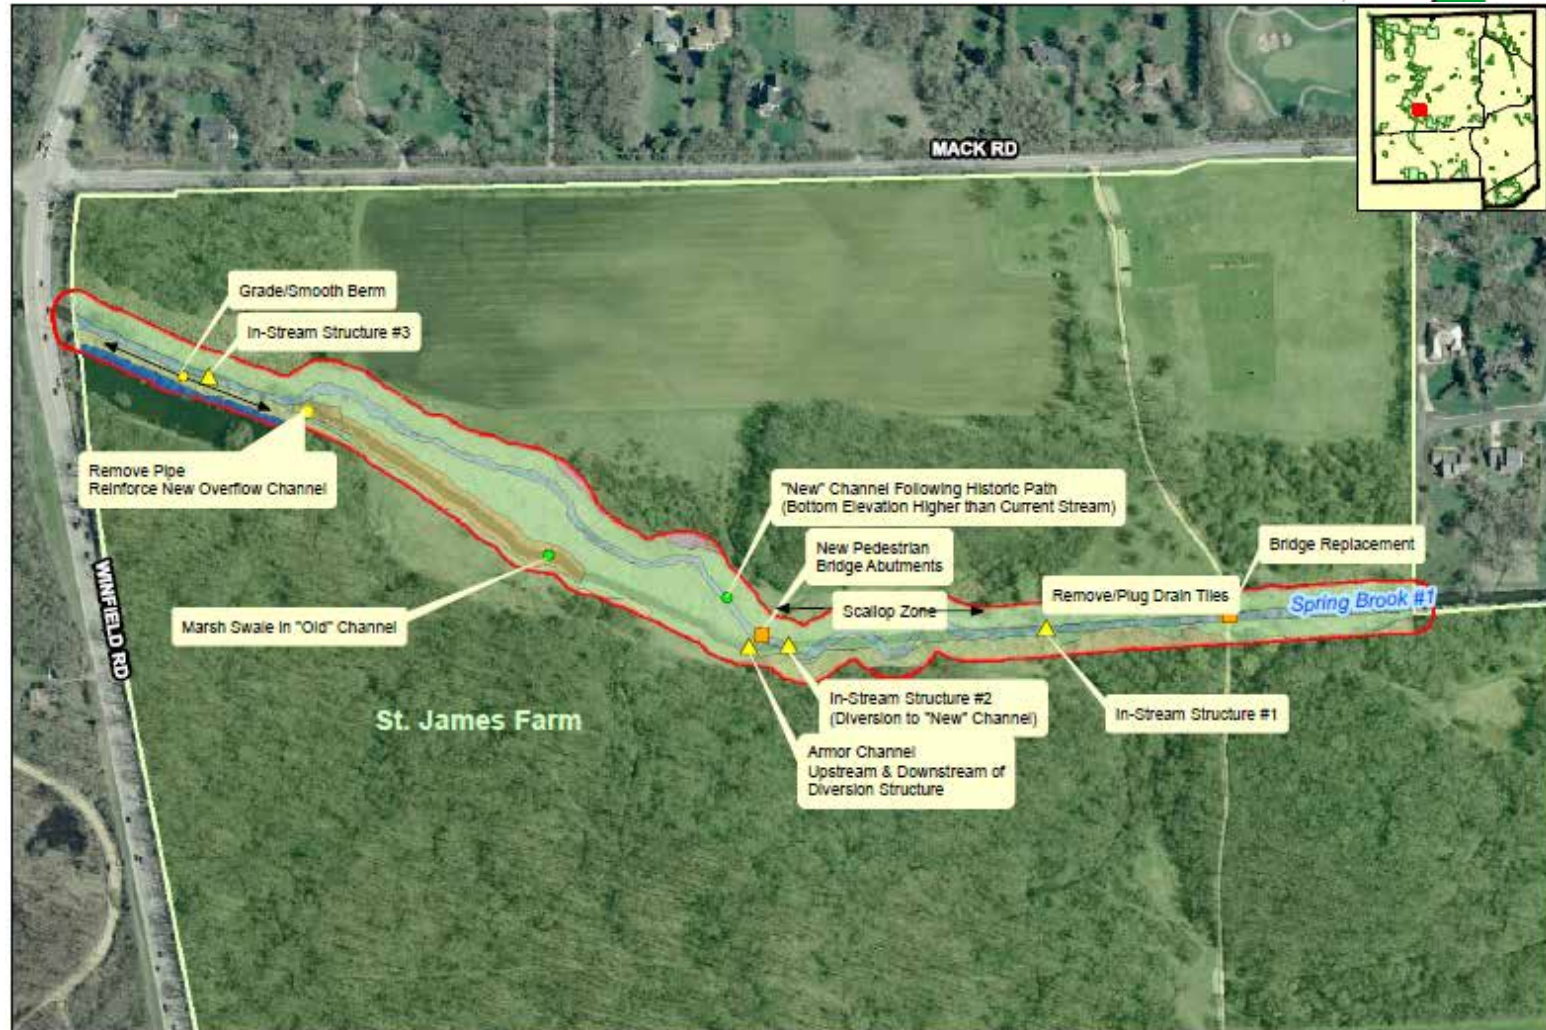 MACK RD
Grade/Smooth Berm
In-Stream Structure #3
Remove Pipe
Reinforce New Overflow Channel
"New" Channel Following Historic Path
(Bottom Elevation Higher than Current Stream)
New Pedestrian
Bridge Abutments
Bridge Replacement
Scallop Zone
Remove/Plug Drain Tiles
Spring Brook #1
Marsh Swale in "Old" Channel
WINFIELD RD
In-Stream Structure #2
(Diversion to "New" Channel)
In-Stream Structure #1
St. James Farm
Armor Channel
Upstream & Downstream of
Diversion Structure